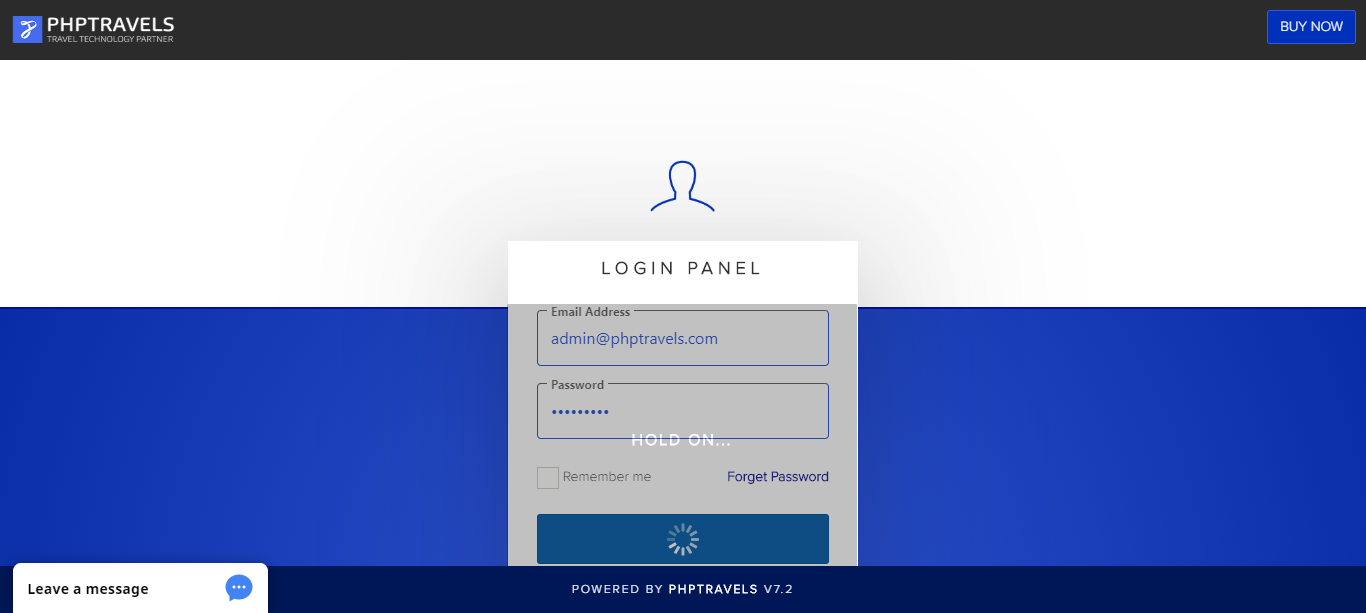 PHPTRAVELS
TRAVEL TECHNOLOGY PARTNER
BUY NOW
LOGIN PANEL
Email Address
admin@phptravels.com
Password
•••••••••
HOLD ON...
Remember me
Forget Password
Leave a message
POWERED BY PHPTRAVELS V7.2